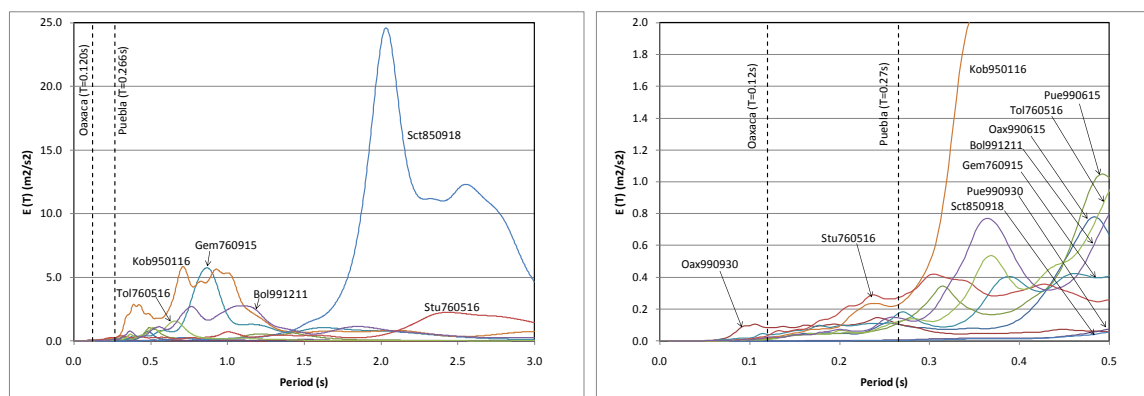 25.0
20.0
15.0
10.0
5.0
0.0
E (T) (m2/s2)
Oaxaca (T=0.120s)
Puebla (T=0.266s)
Sct850918
Gem760915
Kob950116
Tol760516
Bol991211
Stu760516
0.0 0.5 1.0 1.5 2.0 2.5 3.0
Period (s)
2.0
1.8
1.6
1.4
1.2
1.0
0.8
0.6
0.4
0.2
0.0
E (T) (m2/s2)
Oaxaca (T=0.12s)
Puebla (T=0.27s)
Kob950116
Pue990615
Tol760516
Oax990615
Bol991211
Gem760915
Pue990930
Sct850918
Stu760516
Oax990930
0.0 0.1 0.2 0.3 0.4 0.5
Period (s)